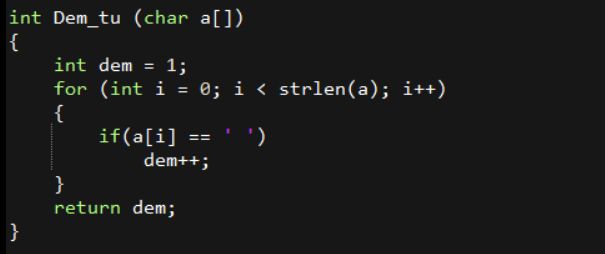 int Dem_tu (char a[])
{
    int dem = 1;
    for (int i = 0; i < strlen(a); i++)
    {
        if(a[i] == ' ')
            dem++;
    }
    return dem;
}